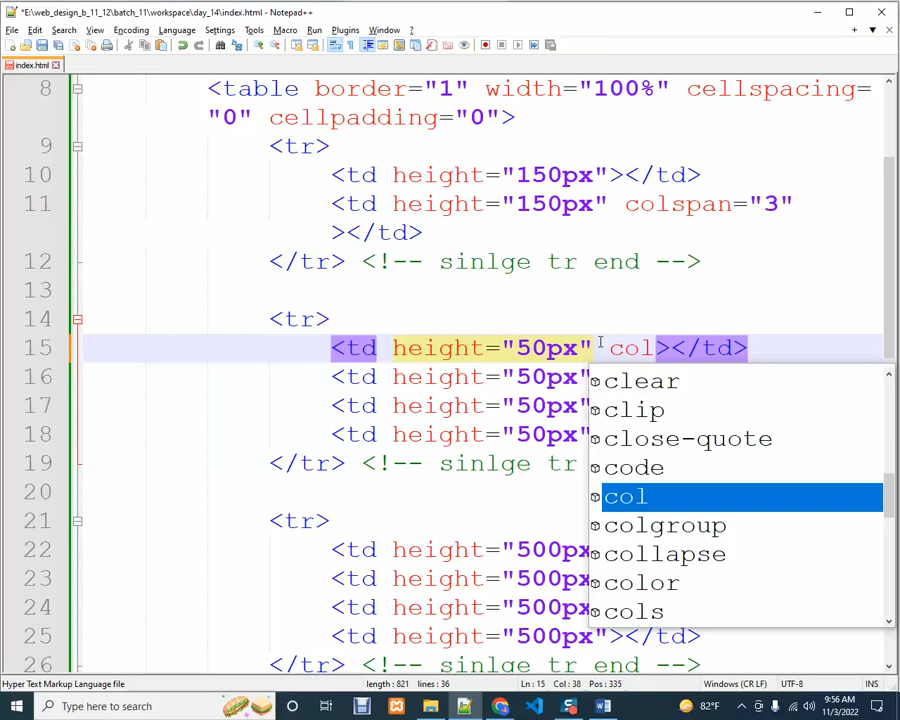 *E:\web_design_b_11_12\batch_11\workspace\day_14\index.html - Notepad++
File Edit Search View Encoding Language Settings Tools Macro Run Plugins Window ?
index.html
8 <table border="1" width="100%" cellspacing=
"0" cellpadding="0">
9 <tr>
10 <td height="150px"></td>
11 <td height="150px" colspan="3"
></td>
12 </tr> <!-- sinlge tr end -->
13
14 <tr>
15 <td height="50px" col></td>
16 <td height="50px"
17 <td height="50px"
18 <td height="50px"
19 </tr> <!-- sinlge tr
20
21 <tr>
22 <td height="500px
23 <td height="500px
24 <td height="500px
25 <td height="500px"></td>
26 </tr> <!-- sinlge tr end -->
clear
clip
close-quote
code
col
colgroup
collapse
color
cols
Hyper Text Markup Language file length : 821 lines : 36 Ln : 15 Col : 38 Pos : 335 Windows (CR LF) UTF-8 INS
Type here to search
82°F
9:56 AM
11/3/2022